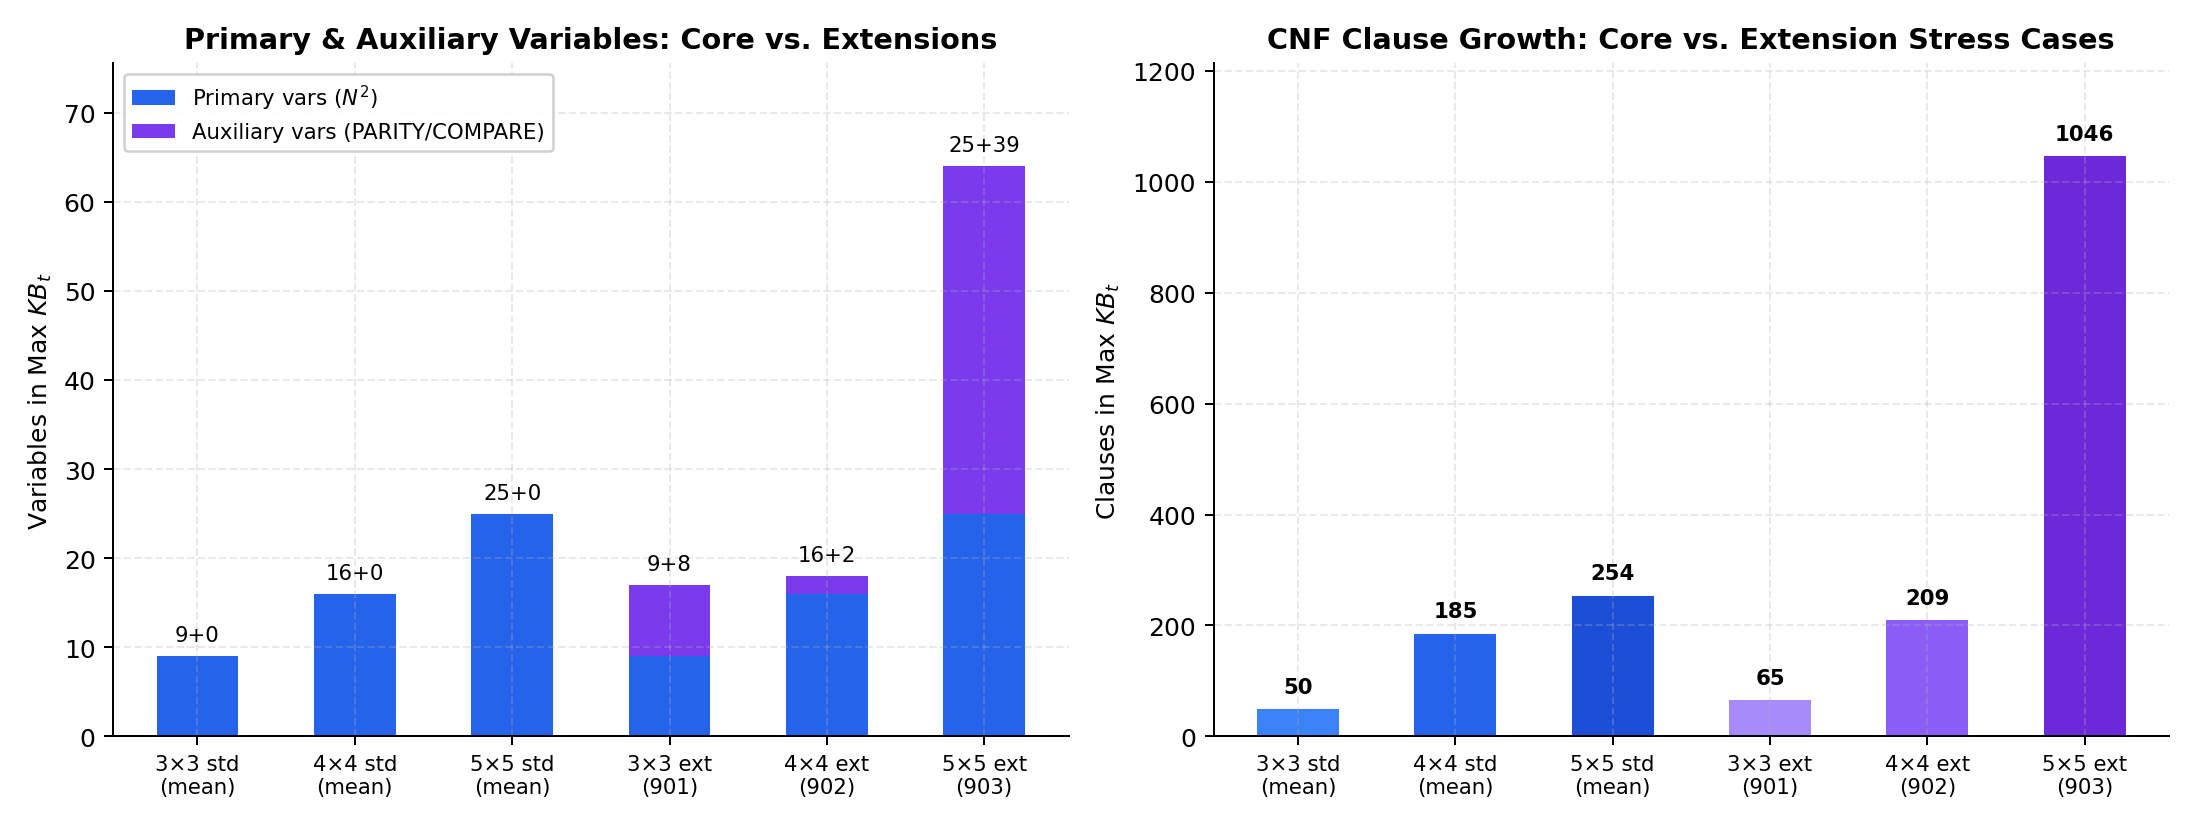 Primary & Auxiliary Variables: Core vs. Extensions
Primary vars (N²)
Auxiliary vars (PARITY/COMPARE)
Variables in Max KBₜ
70
60
50
40
30
20
10
0
9+0
16+0
25+0
9+8
16+2
25+39
3×3 std
(mean)
4×4 std
(mean)
5×5 std
(mean)
3×3 ext
(901)
4×4 ext
(902)
5×5 ext
(903)
CNF Clause Growth: Core vs. Extension Stress Cases
Clauses in Max KBₜ
1200
1000
800
600
400
200
0
50
185
254
65
209
1046
3×3 std
(mean)
4×4 std
(mean)
5×5 std
(mean)
3×3 ext
(901)
4×4 ext
(902)
5×5 ext
(903)